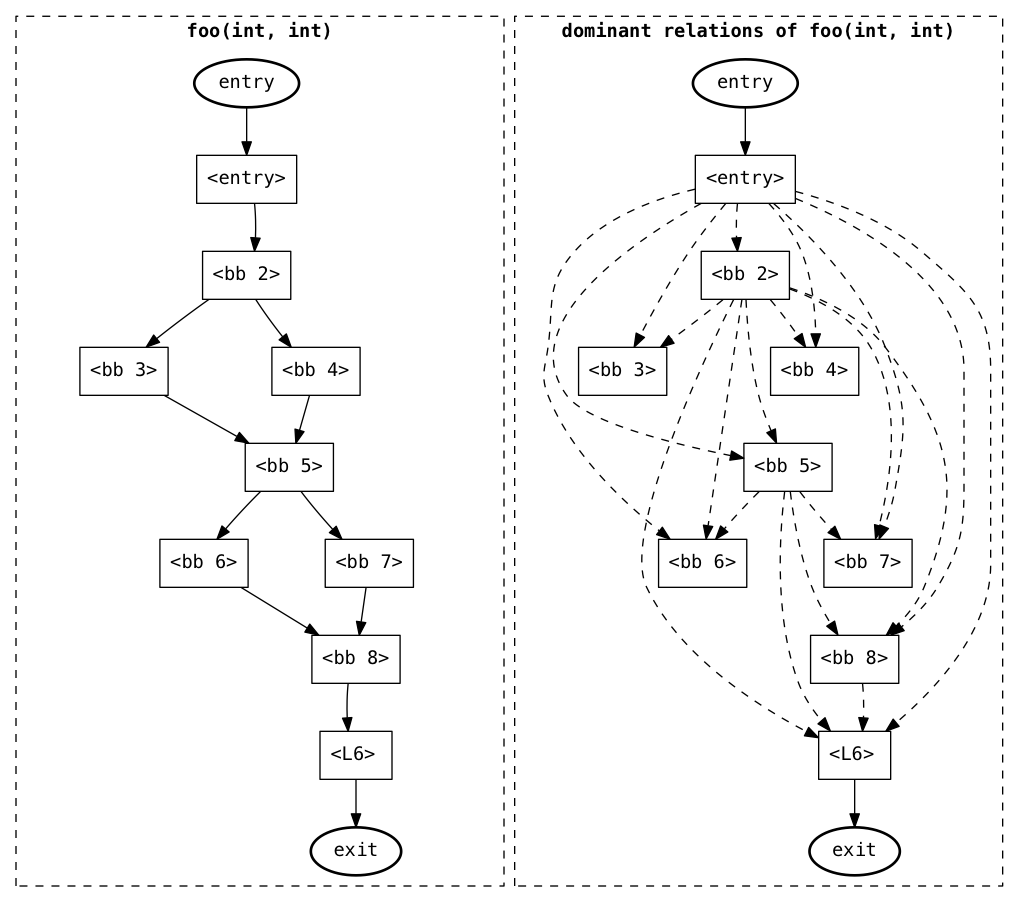 foo(int, int)
entry
<entry>
<bb 2>
<bb 3>
<bb 4>
<bb 5>
<bb 6>
<bb 7>
<bb 8>
<L6>
exit
dominant relations of foo(int, int)
entry
<entry>
<bb 2>
<bb 3>
<bb 4>
<bb 5>
<bb 6>
<bb 7>
<bb 8>
<L6>
exit